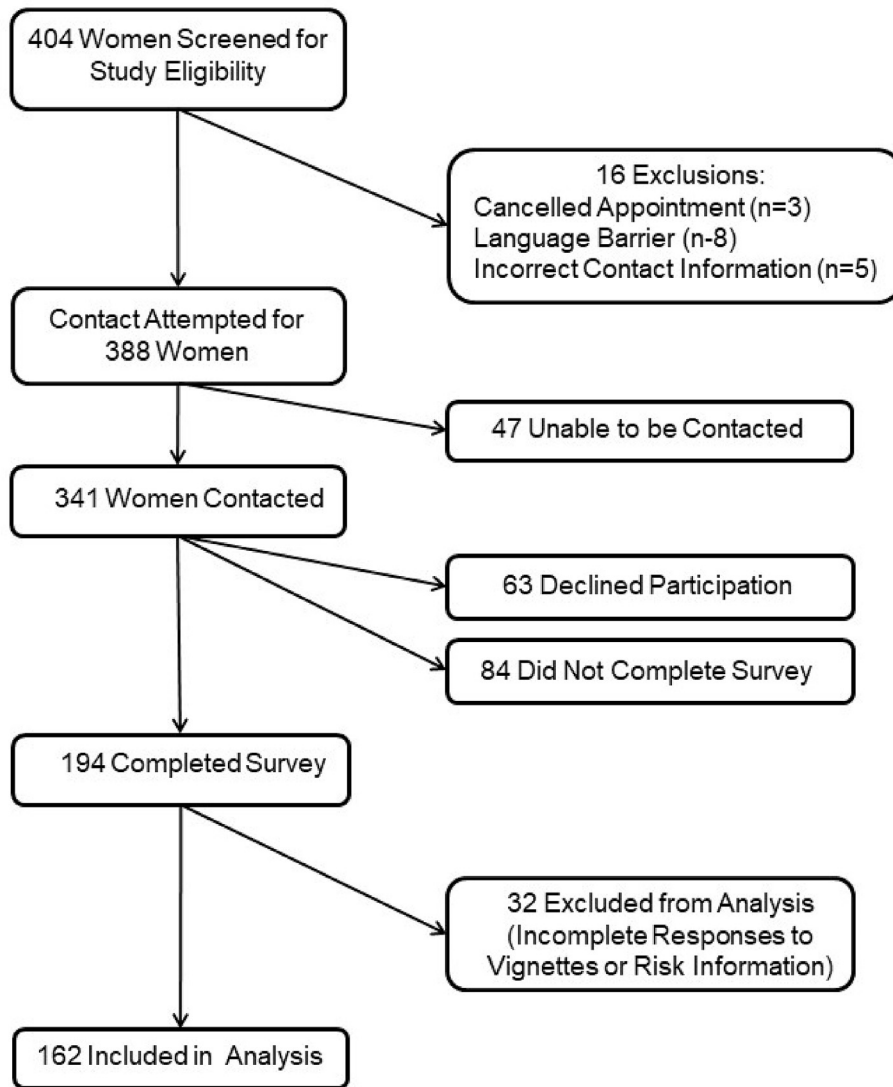 404 Women Screened for
Study Eligibility
16 Exclusions:
Cancelled Appointment (n=3)
Language Barrier (n-8)
Incorrect Contact Information (n=5)
Contact Attempted for
388 Women
47 Unable to be Contacted
341 Women Contacted
63 Declined Participation
84 Did Not Complete Survey
194 Completed Survey
32 Excluded from Analysis
(Incomplete Responses to
Vignettes or Risk Information)
162 Included in Analysis